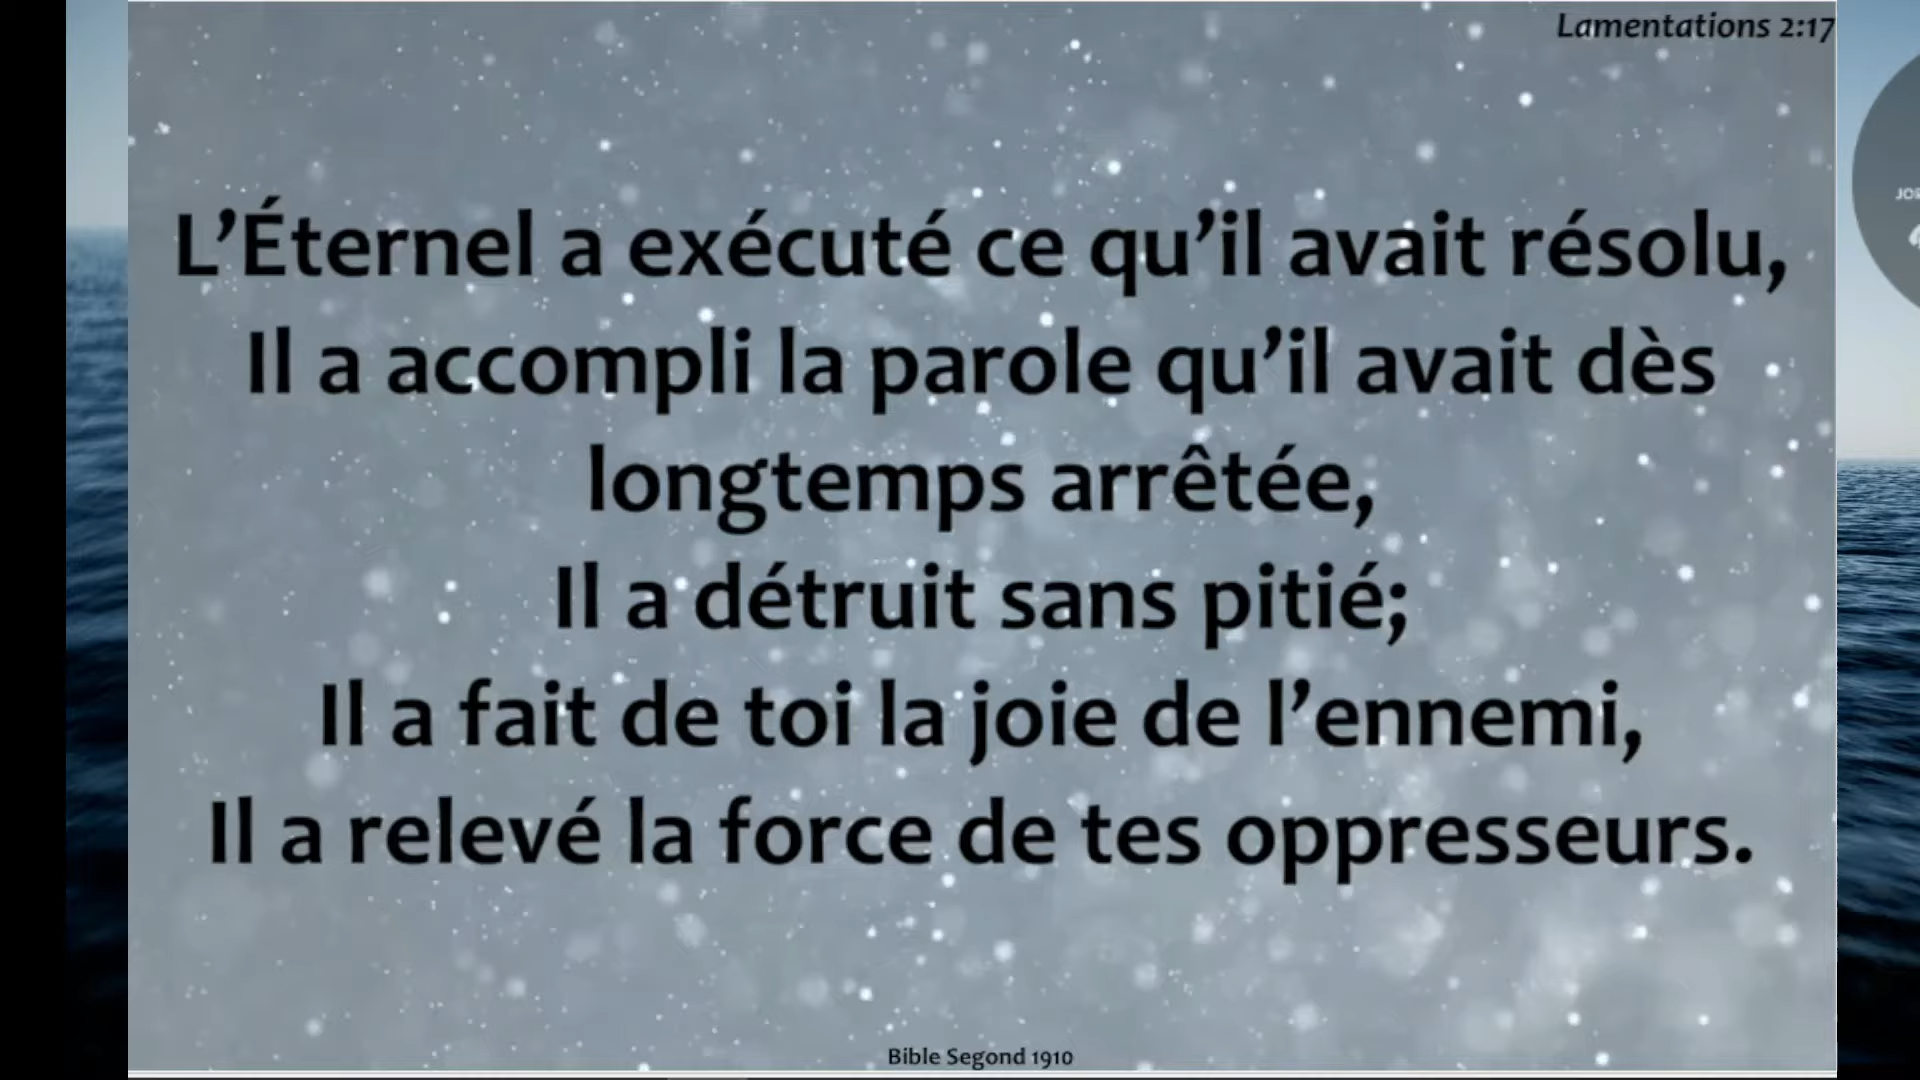 Lamentations 2:17
L’Éternel a exécuté ce qu’il avait résolu,
Il a accompli la parole qu’il avait dès
longtemps arrêtée,
Il a détruit sans pitié;
Il a fait de toi la joie de l’ennemi,
Il a relevé la force de tes oppresseurs.
Bible Segond 1910